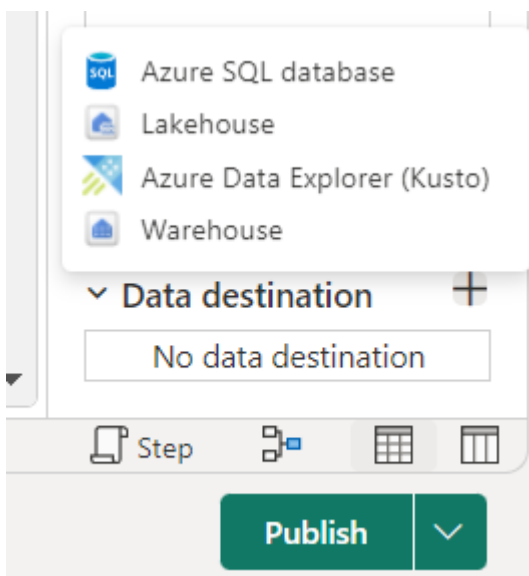 SQL
Azure SQL database
Lakehouse
Azure Data Explorer (Kusto)
Warehouse
Data destination
No data destination
Step
Publish